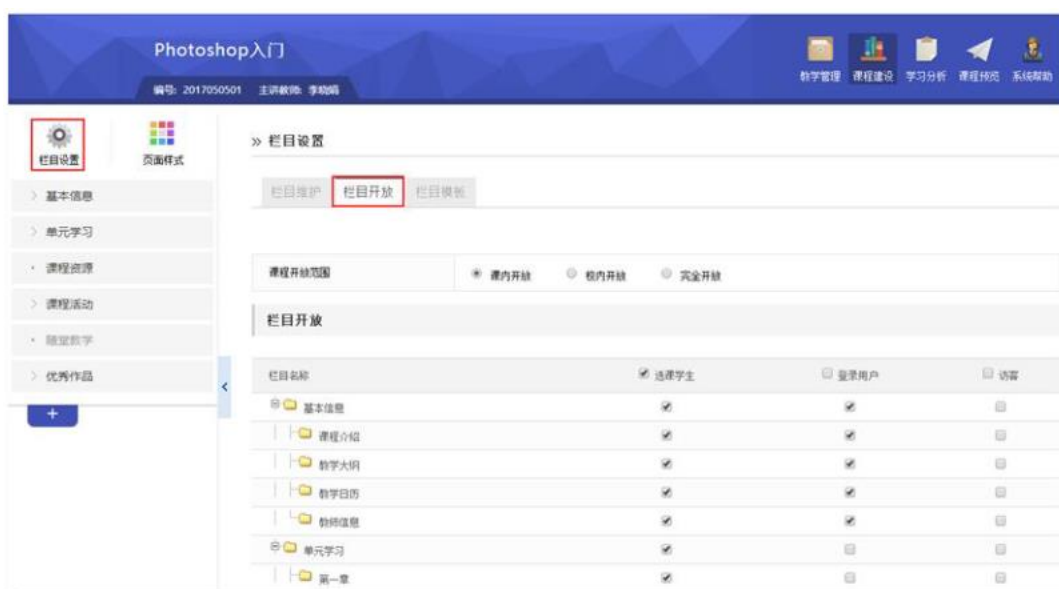 Photoshop入门
教学管理 课程建设 学习分析 课程预览 系统帮助
编号: 2017050501 主讲教师: 李晓娟
栏目设置 页面样式
» 栏目设置
基本信息
栏目维护 栏目开放 栏目模板
单元学习
课程资源
课程开放范围 课内开放 校内开放 完全开放
课程活动
栏目开放
随堂教学
优秀作品
栏目名称 选课学生 登录用户 访客
+
基本信息
课程介绍
教学大纲
教学日历
教师信息
单元学习
第一章